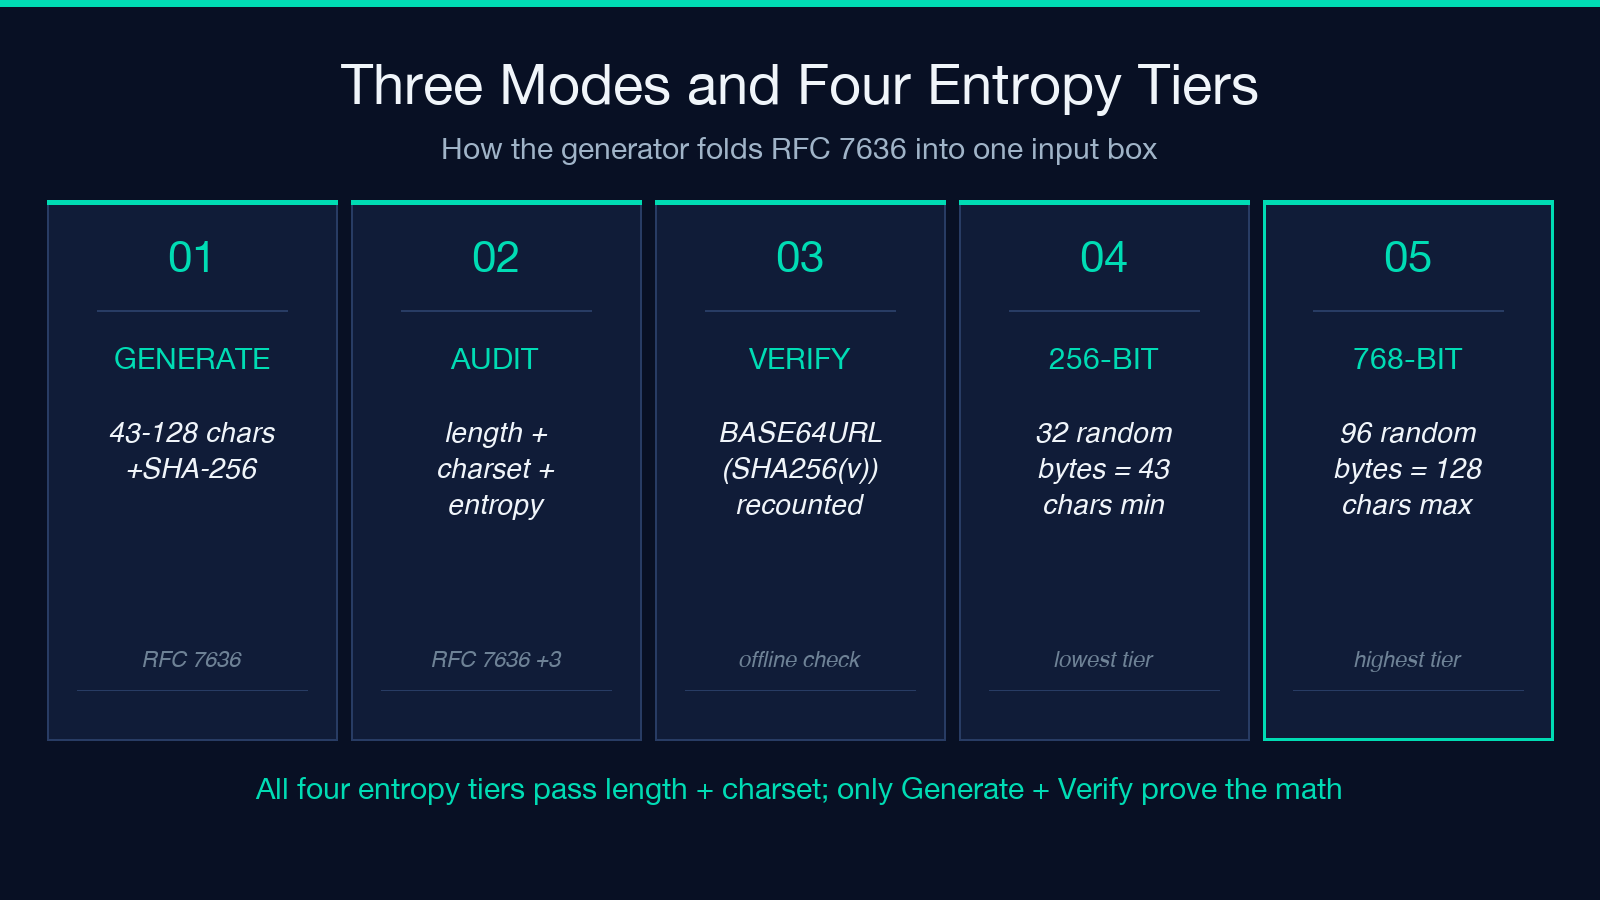 Three Modes and Four Entropy Tiers
How the generator folds RFC 7636 into one input box
01
GENERATE
43-128 chars
+SHA-256
RFC 7636
02
AUDIT
length +
charset +
entropy
RFC 7636 +3
03
VERIFY
BASE64URL
(SHA256(v))
recounted
offline check
04
256-BIT
32 random
bytes = 43
chars min
lowest tier
05
768-BIT
96 random
bytes = 128
chars max
highest tier
All four entropy tiers pass length + charset; only Generate + Verify prove the math